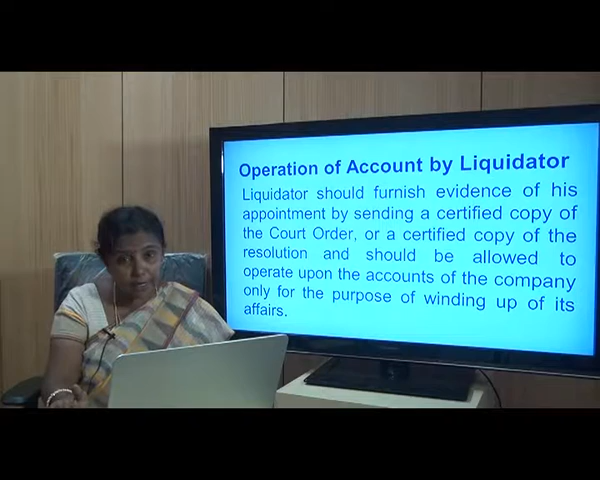 Operation of Account by Liquidator
Liquidator should furnish evidence of his
appointment by sending a certified copy of
the Court Order, or a certified copy of the
resolution and should be allowed to
operate upon the accounts of the company
only for the purpose of winding up of its
affairs.